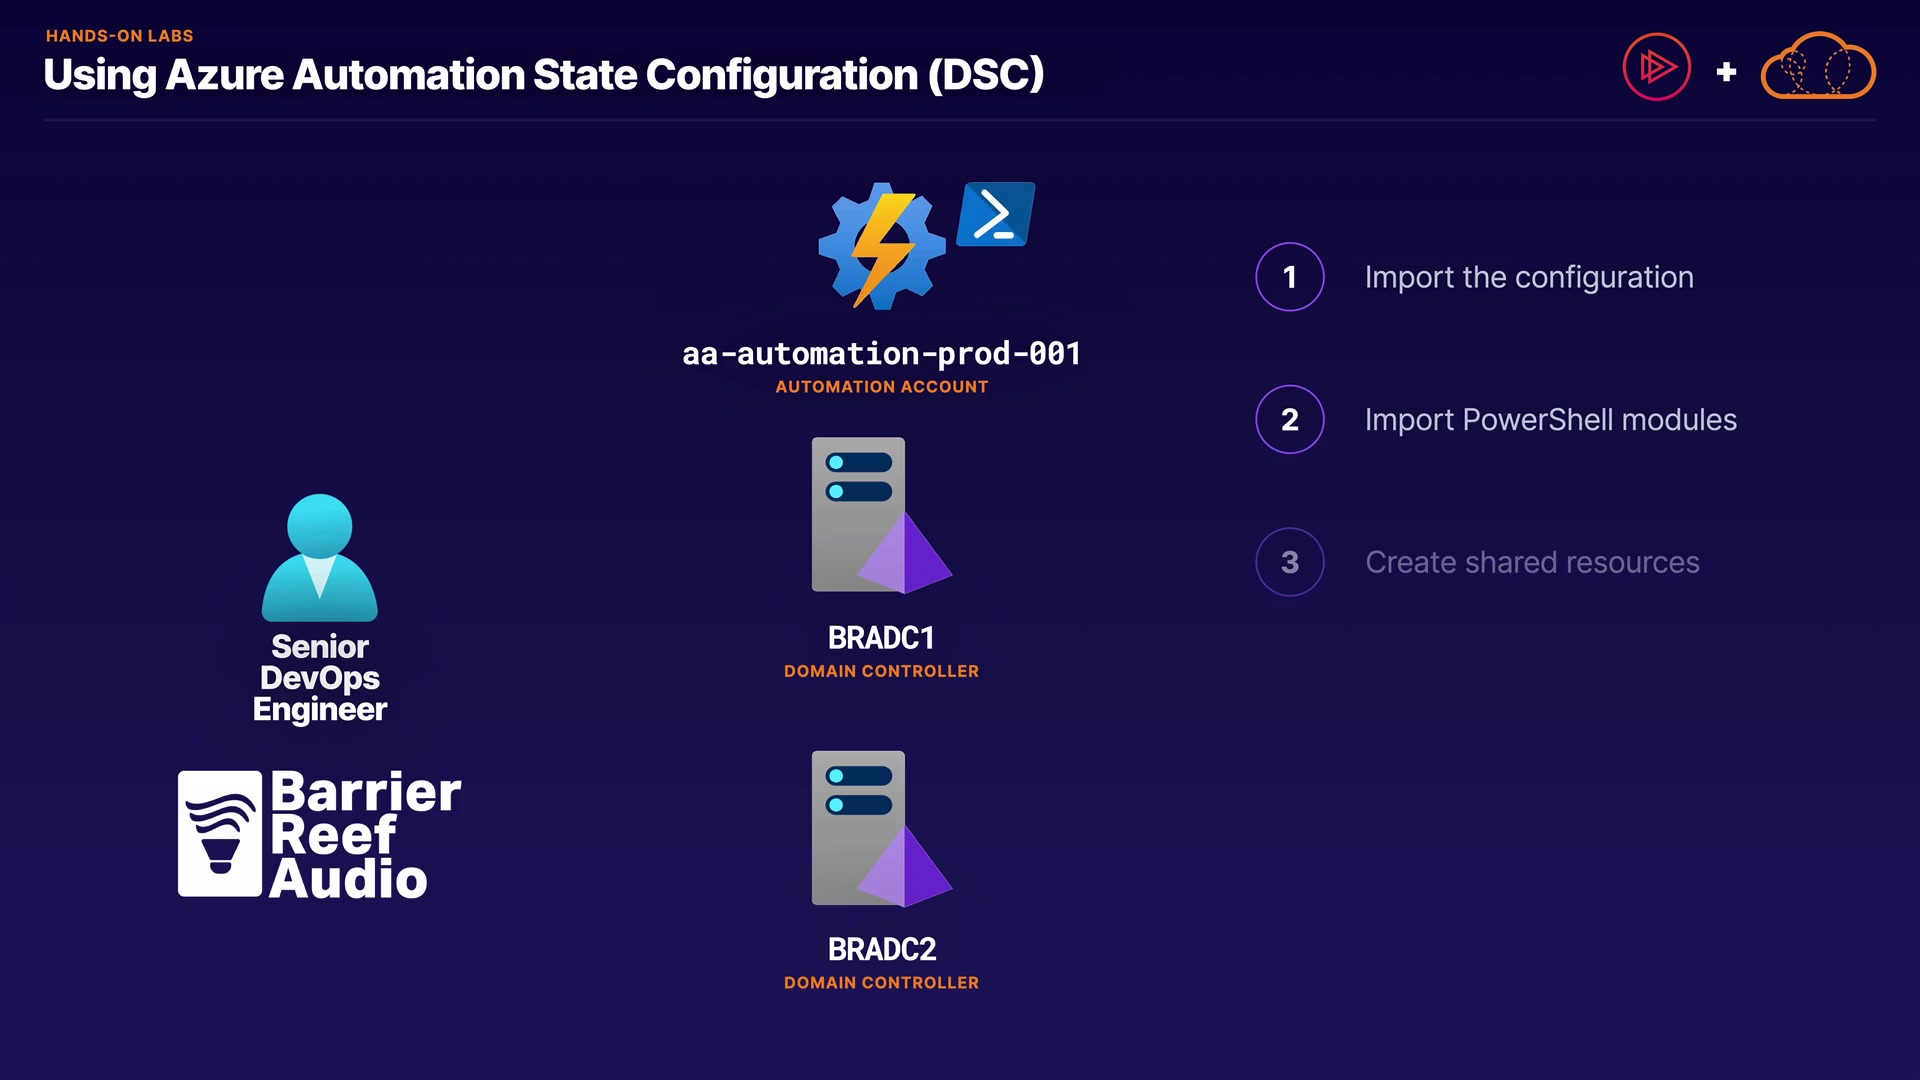 HANDS-ON LABS
Using Azure Automation State Configuration (DSC)
+
aa-automation-prod-001
AUTOMATION ACCOUNT
BRADC1
DOMAIN CONTROLLER
BRADC2
DOMAIN CONTROLLER
Senior
DevOps
Engineer
Barrier
Reef
Audio
1 Import the configuration
2 Import PowerShell modules
3 Create shared resources